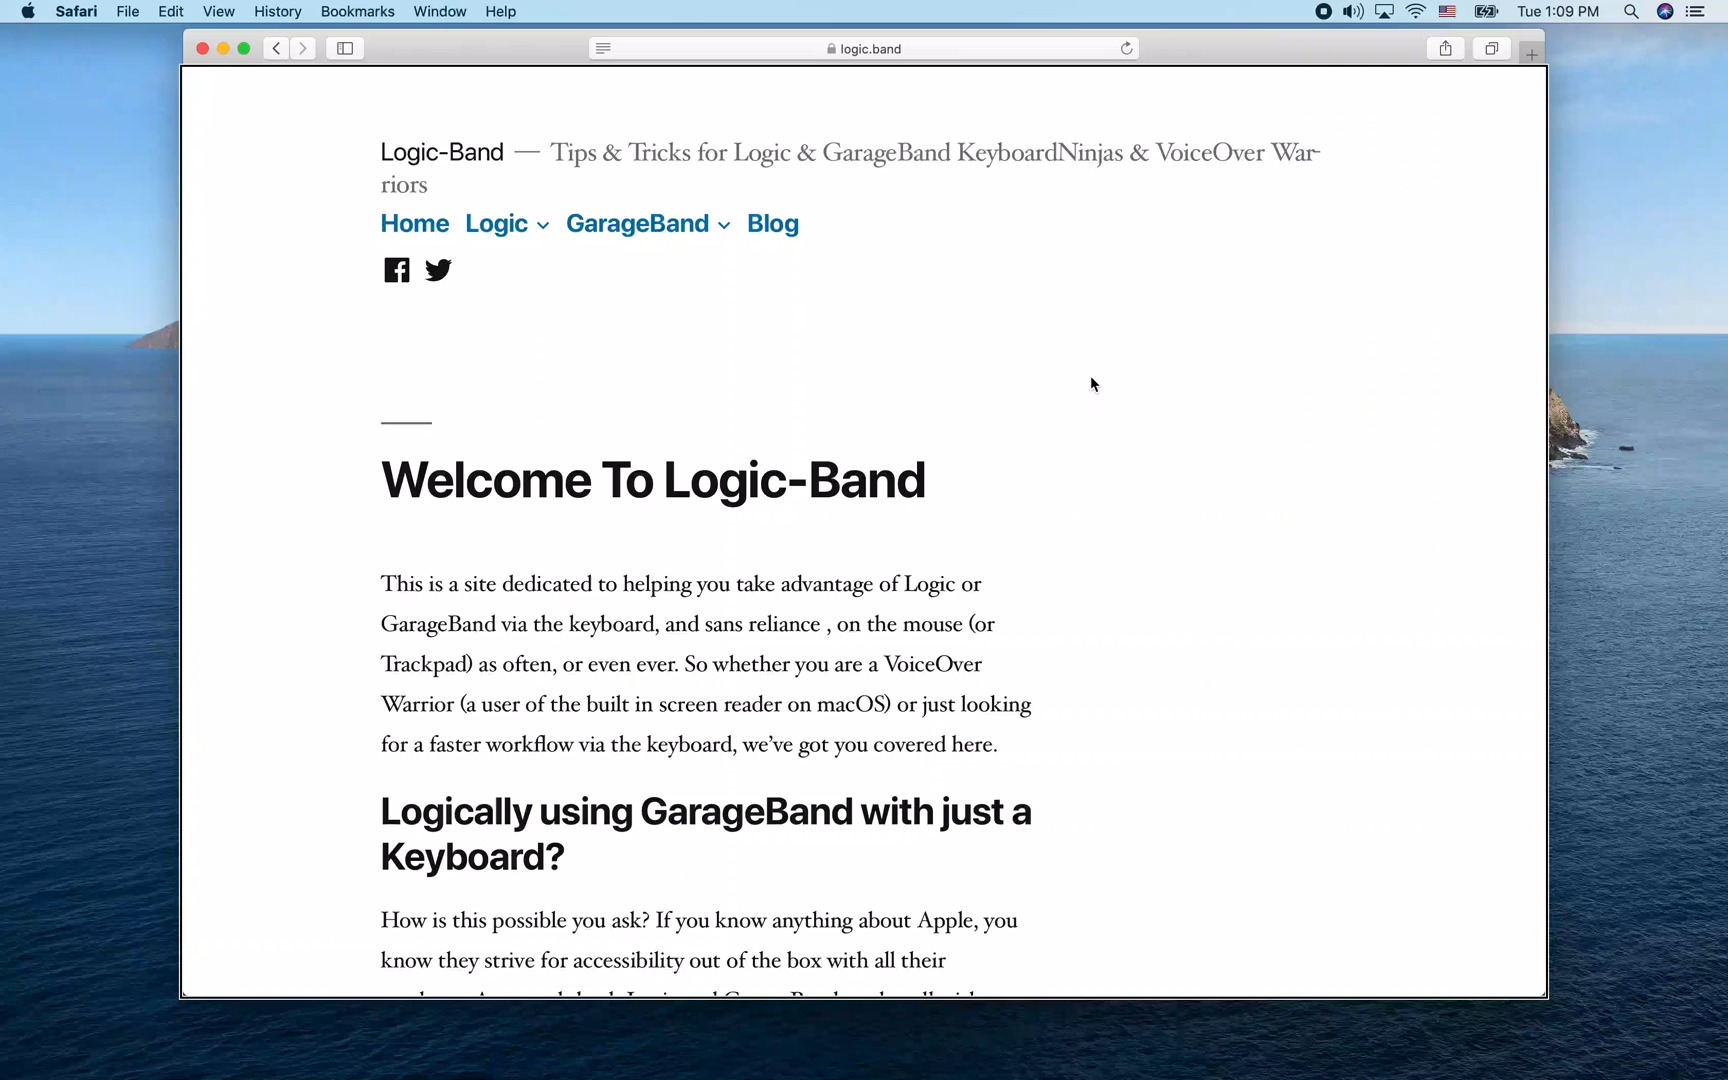 Safari File Edit View History Bookmarks Window Help Tue 1:09 PM
logic.band
Logic-Band — Tips & Tricks for Logic & GarageBand KeyboardNinjas & VoiceOver War-
riors
Home Logic GarageBand Blog
Welcome To Logic-Band
This is a site dedicated to helping you take advantage of Logic or
GarageBand via the keyboard, and sans reliance , on the mouse (or
Trackpad) as often, or even ever. So whether you are a VoiceOver
Warrior (a user of the built in screen reader on macOS) or just looking
for a faster workflow via the keyboard, we’ve got you covered here.
Logically using GarageBand with just a
Keyboard?
How is this possible you ask? If you know anything about Apple, you
know they strive for accessibility out of the box with all their